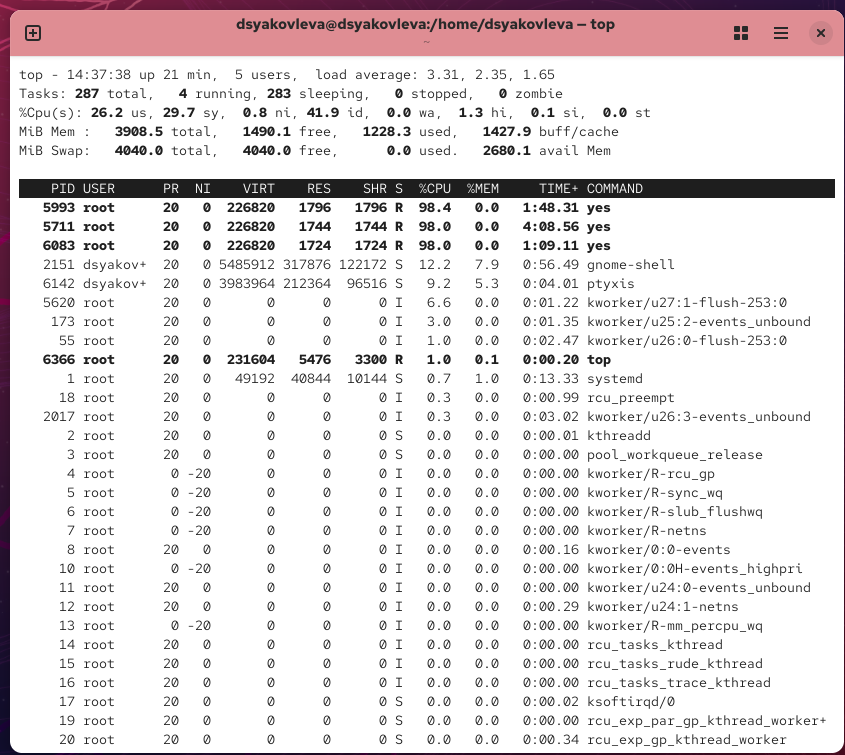 dsyakovleva@dsyakovleva:/home/dsyakovleva — top
~
top - 14:37:38 up 21 min,  5 users,  load average: 3.31, 2.35, 1.65
Tasks: 287 total,   4 running, 283 sleeping,   0 stopped,   0 zombie
%Cpu(s): 26.2 us, 29.7 sy,  0.8 ni, 41.9 id,  0.0 wa,  1.3 hi,  0.1 si,  0.0 st
MiB Mem :   3908.5 total,   1490.1 free,   1228.3 used,   1427.9 buff/cache
MiB Swap:   4040.0 total,   4040.0 free,      0.0 used.   2680.1 avail Mem
PID USER      PR  NI    VIRT    RES    SHR S  %CPU  %MEM     TIME+ COMMAND
5993 root      20   0  226820   1796   1796 R  98.4   0.0   1:48.31 yes
5711 root      20   0  226820   1744   1744 R  98.0   0.0   4:08.56 yes
6083 root      20   0  226820   1724   1724 R  98.0   0.0   1:09.11 yes
2151 dsyakov+  20   0 5485912 317876 122172 S  12.2   7.9   0:56.49 gnome-shell
6142 dsyakov+  20   0 3983964 212364  96516 S   9.2   5.3   0:04.01 ptyxis
5620 root      20   0       0      0      0 I   6.6   0.0   0:01.22 kworker/u27:1-flush-253:0
173 root      20   0       0      0      0 I   3.0   0.0   0:01.35 kworker/u25:2-events_unbound
55 root      20   0       0      0      0 I   1.0   0.0   0:02.47 kworker/u26:0-flush-253:0
6366 root      20   0  231604   5476   3300 R   1.0   0.1   0:00.20 top
1 root      20   0   49192  40844  10144 S   0.7   1.0   0:13.33 systemd
18 root      20   0       0      0      0 I   0.3   0.0   0:00.99 rcu_preempt
2017 root      20   0       0      0      0 I   0.3   0.0   0:03.02 kworker/u26:3-events_unbound
2 root      20   0       0      0      0 S   0.0   0.0   0:00.01 kthreadd
3 root      20   0       0      0      0 S   0.0   0.0   0:00.00 pool_workqueue_release
4 root       0 -20       0      0      0 I   0.0   0.0   0:00.00 kworker/R-rcu_gp
5 root       0 -20       0      0      0 I   0.0   0.0   0:00.00 kworker/R-sync_wq
6 root       0 -20       0      0      0 I   0.0   0.0   0:00.00 kworker/R-slub_flushwq
7 root       0 -20       0      0      0 I   0.0   0.0   0:00.00 kworker/R-netns
8 root      20   0       0      0      0 I   0.0   0.0   0:00.16 kworker/0:0-events
10 root       0 -20       0      0      0 I   0.0   0.0   0:00.00 kworker/0:0H-events_highpri
11 root      20   0       0      0      0 I   0.0   0.0   0:00.00 kworker/u24:0-events_unbound
12 root      20   0       0      0      0 I   0.0   0.0   0:00.29 kworker/u24:1-netns
13 root       0 -20       0      0      0 I   0.0   0.0   0:00.00 kworker/R-mm_percpu_wq
14 root      20   0       0      0      0 I   0.0   0.0   0:00.00 rcu_tasks_kthread
15 root      20   0       0      0      0 I   0.0   0.0   0:00.00 rcu_tasks_rude_kthread
16 root      20   0       0      0      0 I   0.0   0.0   0:00.00 rcu_tasks_trace_kthread
17 root      20   0       0      0      0 S   0.0   0.0   0:00.02 ksoftirqd/0
19 root      20   0       0      0      0 S   0.0   0.0   0:00.00 rcu_exp_par_gp_kthread_worker+
20 root      20   0       0      0      0 S   0.0   0.0   0:00.34 rcu_exp_gp_kthread_worker